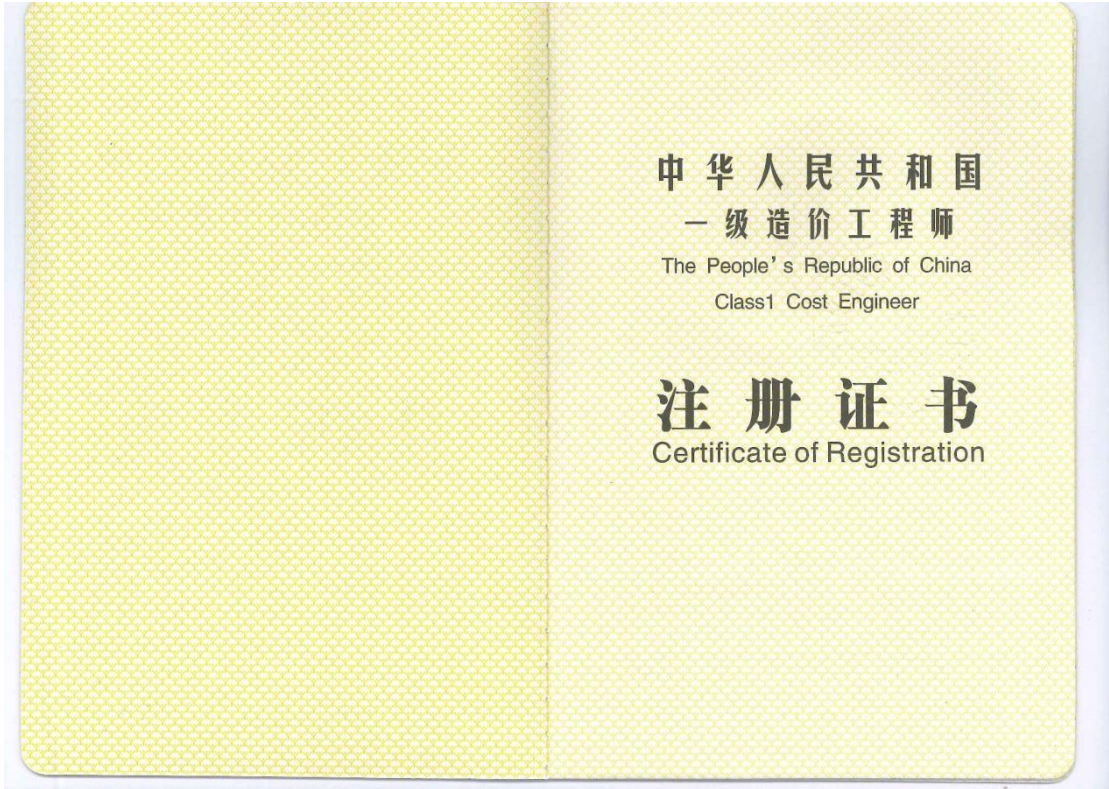 中华人民共和国
一级造价工程师
The People's Republic of China
Class1 Cost Engineer
注册证书
Certificate of Registration